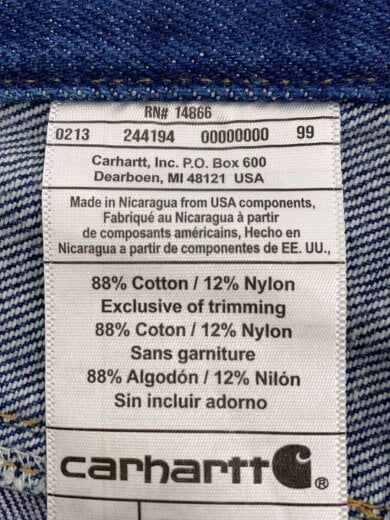 RN# 14866
0213 244194 00000000 99
Carhartt, Inc. P.O. Box 600
Dearboen, MI 48121 USA
Made in Nicaragua from USA components,
Fabriqué au Nicaragua à partir
de composants américains, Hecho en
Nicaragua a partir de componentes de EE. UU.,
88% Cotton / 12% Nylon
Exclusive of trimming
88% Coton / 12% Nylon
Sans garniture
88% Algodón / 12% Nilón
Sin incluir adorno
carhartt